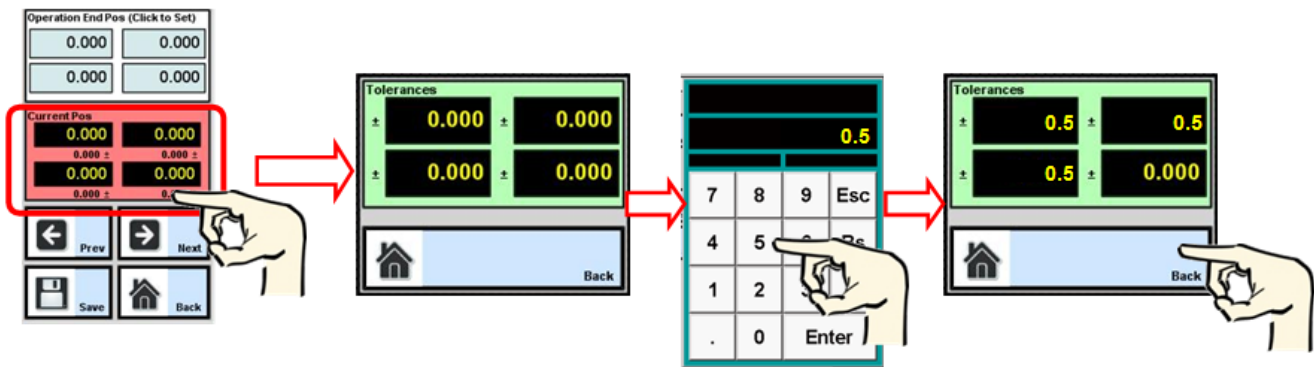 Operation End Pos (Click to Set)
0.000 0.000
0.000 0.000
Current Pos
0.000 0.000
0.000 ± 0.000 ±
0.000 0.000
0.000 ±
Prev Next
Save Back
Tolerances
± 0.000 ± 0.000
± 0.000 ± 0.000
Back
0.5
7 8 9 Esc
4 5
1 2
. 0 Enter
Tolerances
± 0.5 ± 0.5
± 0.5 ± 0.000
Back